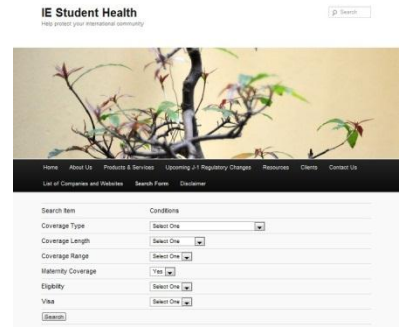 IE Student Health
Help protect your international community
Search
Home About Us Products & Services Upcoming J-1 Regulatory Changes Resources Clients Contact Us
List of Companies and Websites Search Form Disclaimer
Search Item Conditions
Coverage Type Select One
Coverage Length Select One
Coverage Range Select One
Maternity Coverage Yes
Eligibility Select One
Visa Select One
Search